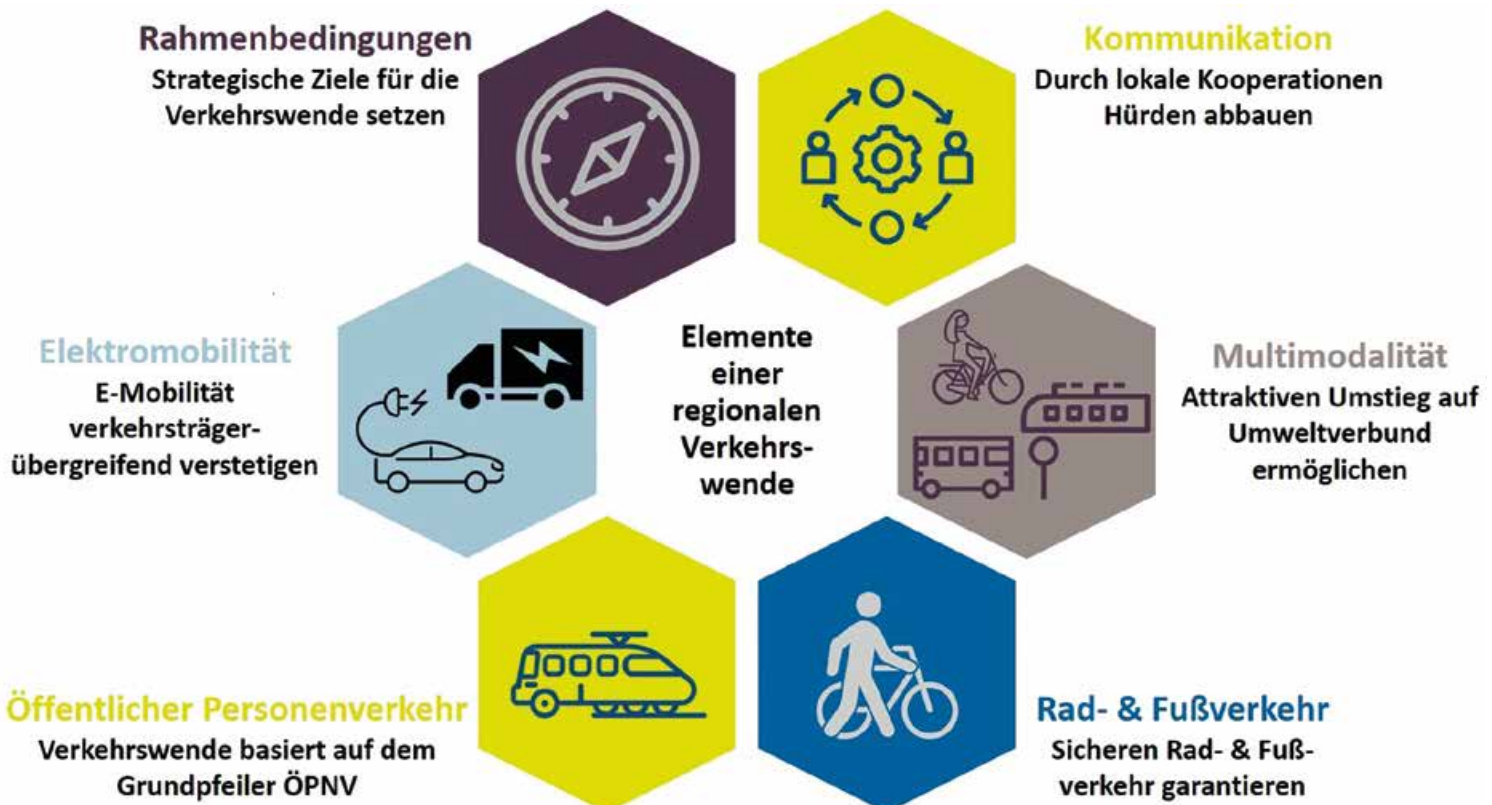 Rahmenbedingungen
Strategische Ziele für die
Verkehrswende setzen
Kommunikation
Durch lokale Kooperationen
Hürden abbauen
Elektromobilität
E-Mobilität
verkehrsträger-
übergreifend verstetigen
Elemente
einer
regionalen
Verkehrs-
wende
Multimodalität
Attraktiven Umstieg auf
Umweltverbund
ermöglichen
Öffentlicher Personenverkehr
Verkehrswende basiert auf dem
Grundpfeiler ÖPNV
Rad- & Fußverkehr
Sicheren Rad- & Fuß-
verkehr garantieren